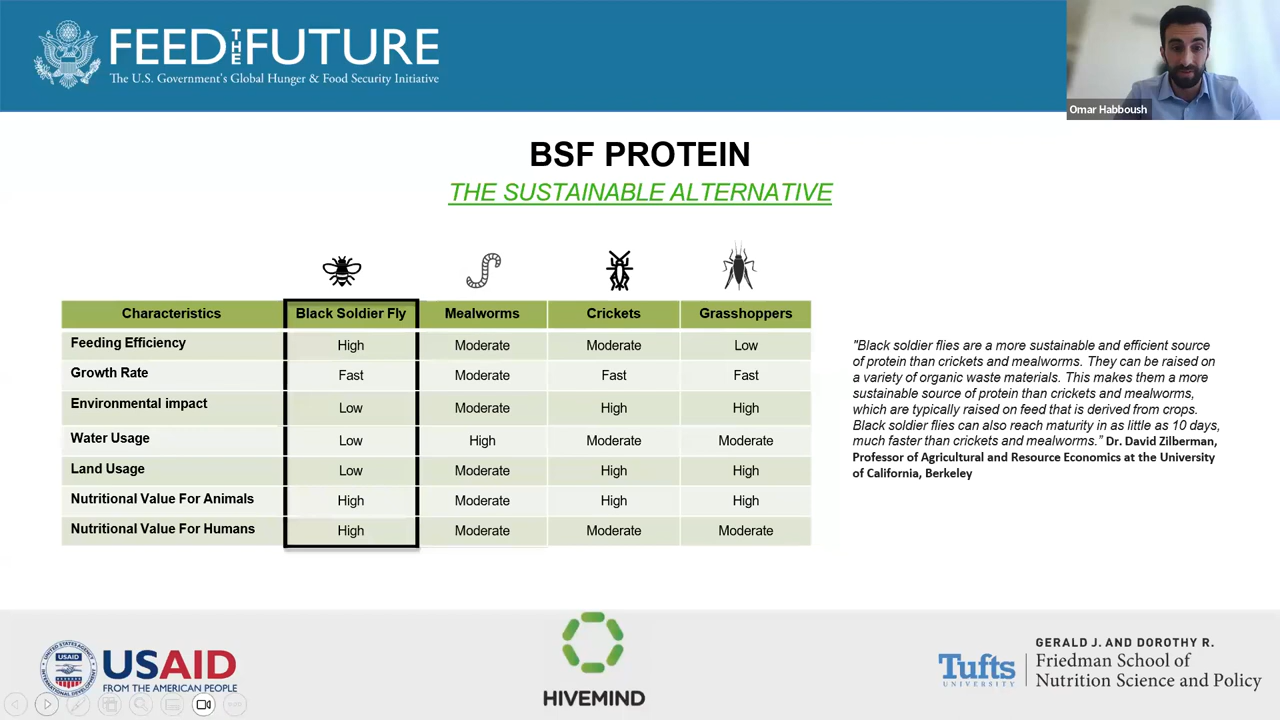 FEED THE FUTURE
The U.S. Government's Global Hunger & Food Security Initiative
Omar Habboush
BSF PROTEIN
THE SUSTAINABLE ALTERNATIVE
Characteristics Black Soldier Fly Mealworms Crickets Grasshoppers
Feeding Efficiency High Moderate Moderate Low
Growth Rate Fast Moderate Fast Fast
Environmental impact Low Moderate High High
Water Usage Low High Moderate Moderate
Land Usage Low Moderate High High
Nutritional Value For Animals High Moderate High High
Nutritional Value For Humans High Moderate Moderate Moderate
"Black soldier flies are a more sustainable and efficient source
of protein than crickets and mealworms. They can be raised on
a variety of organic waste materials. This makes them a more
sustainable source of protein than crickets and mealworms,
which are typically raised on feed that is derived from crops.
Black soldier flies can also reach maturity in as little as 10 days,
much faster than crickets and mealworms." Dr. David Zilberman,
Professor of Agricultural and Resource Economics at the University
of California, Berkeley
USAID
USAID
FROM THE AMERICAN PEOPLE
HIVEMIND
Tufts
UNIVERSITY
GERALD J. AND DOROTHY R.
Friedman School of
Nutrition Science and Policy